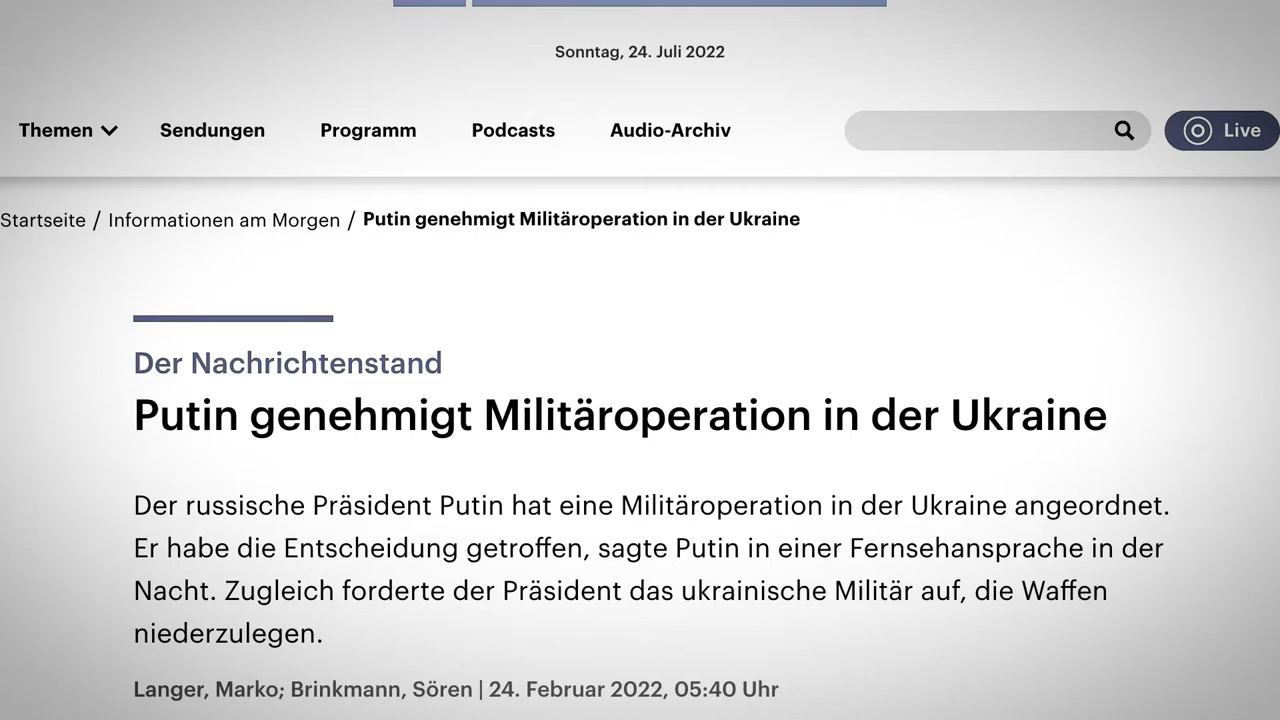 Sonntag, 24. Juli 2022
Themen Sendungen Programm Podcasts Audio-Archiv Live
Startseite / Informationen am Morgen / Putin genehmigt Militäroperation in der Ukraine
Der Nachrichtenstand
Putin genehmigt Militäroperation in der Ukraine
Der russische Präsident Putin hat eine Militäroperation in der Ukraine angeordnet.
Er habe die Entscheidung getroffen, sagte Putin in einer Fernsehansprache in der
Nacht. Zugleich forderte der Präsident das ukrainische Militär auf, die Waffen
niederzulegen.
Langer, Marko; Brinkmann, Sören | 24. Februar 2022, 05:40 Uhr